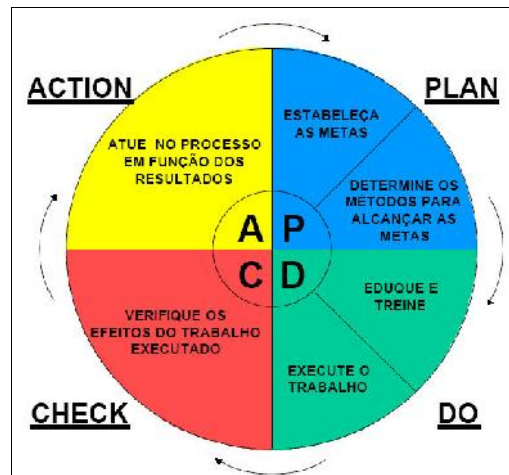 ACTION
PLAN
ESTABELEÇA
AS METAS
ATUE NO PROCESSO
EM FUNÇÃO DOS
RESULTADOS
DETERMINE OS
MÉTODOS PARA
ALCANÇAR AS
METAS
A P
C D
EDUQUE E
TREINE
VERIFIQUE OS
EFEITOS DO TRABALHO
EXECUTADO
EXECUTE O
TRABALHO
CHECK
DO